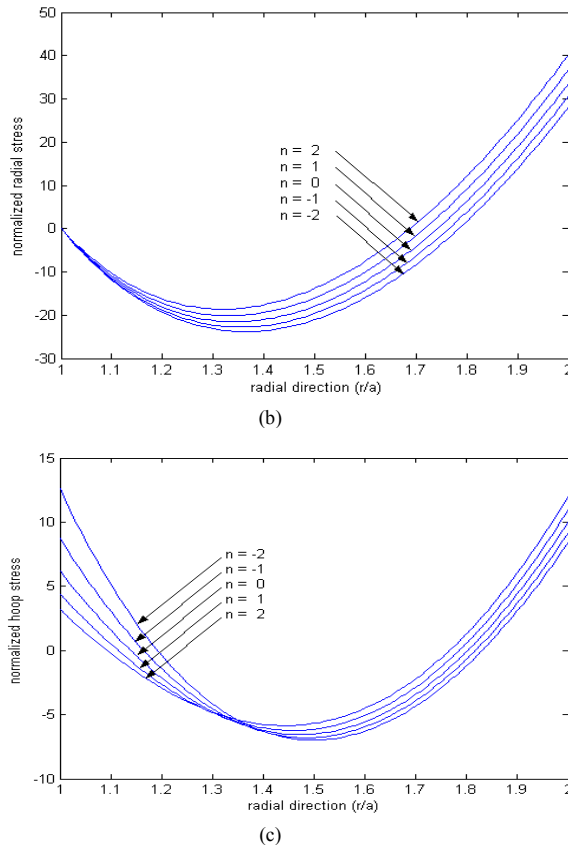 50
40
30
20
10
0
-10
-20
-30
normalized radial stress
n = 2
n = 1
n = 0
n = -1
n = -2
1 1.1 1.2 1.3 1.4 1.5 1.6 1.7 1.8 1.9 2
radial direction (r/a)
(b)
15
10
5
0
-5
-10
normalized hoop stress
n = -2
n = -1
n = 0
n = 1
n = 2
1 1.1 1.2 1.3 1.4 1.5 1.6 1.7 1.8 1.9 2
radial direction (r/a)
(c)